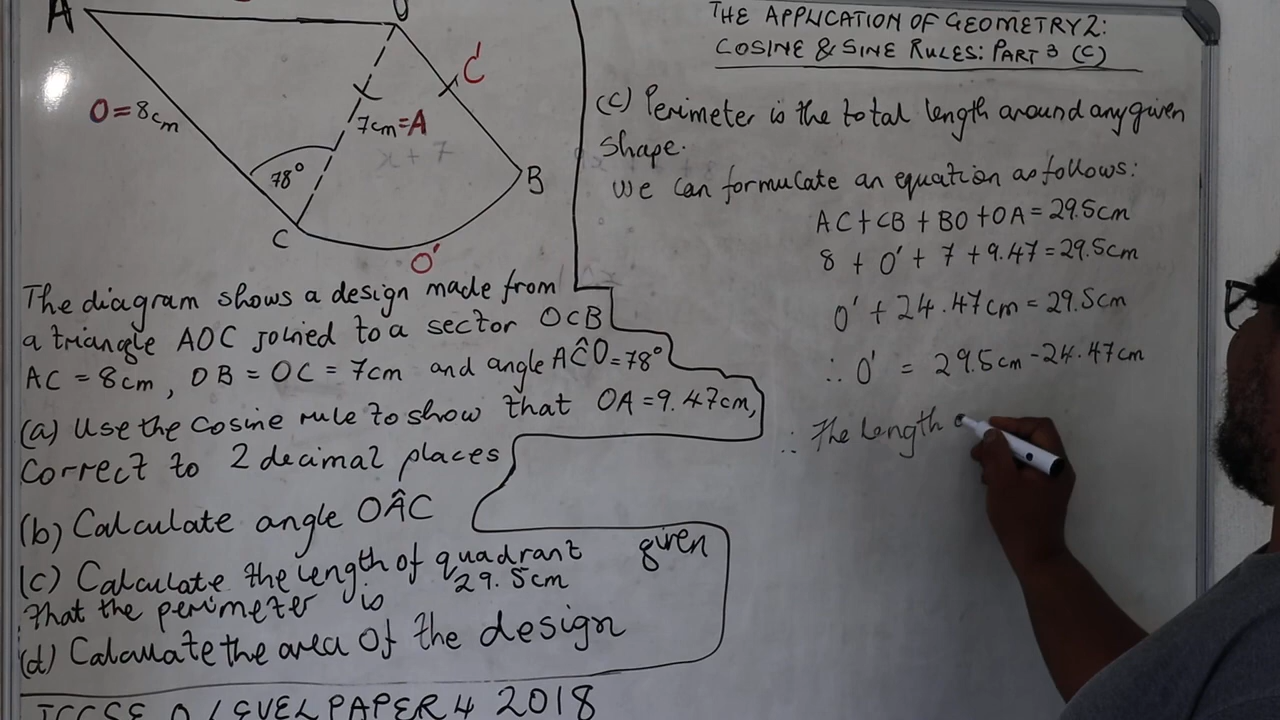 A
O = 8cm
7cm = A
x + 7
C'
78°
B
C
O'
The diagram shows a design made from
a triangle AOC joined to a sector OCB
AC = 8cm, OB = OC = 7cm and angle AĈO = 78°
(a) Use the cosine rule to show that OA = 9.47cm,
Correct to 2 decimal places
(b) Calculate angle OÂC
(c) Calculate the length of quadrant given
that the perimeter is 29.5cm
(d) Calculate the area of the design
LEVEL PAPER 4 2018
THE APPLICATION OF GEOMETRY 2:
COSINE & SINE RULES: PART 3 (C)
(c) Perimeter is the total length around any given
shape.
we can formulate an equation as follows:
AC + CB + BO + OA = 29.5cm
8 + O' + 7 + 9.47 = 29.5cm
O' + 24.47cm = 29.5cm
∴ O' = 29.5cm - 24.47cm
∴ The length